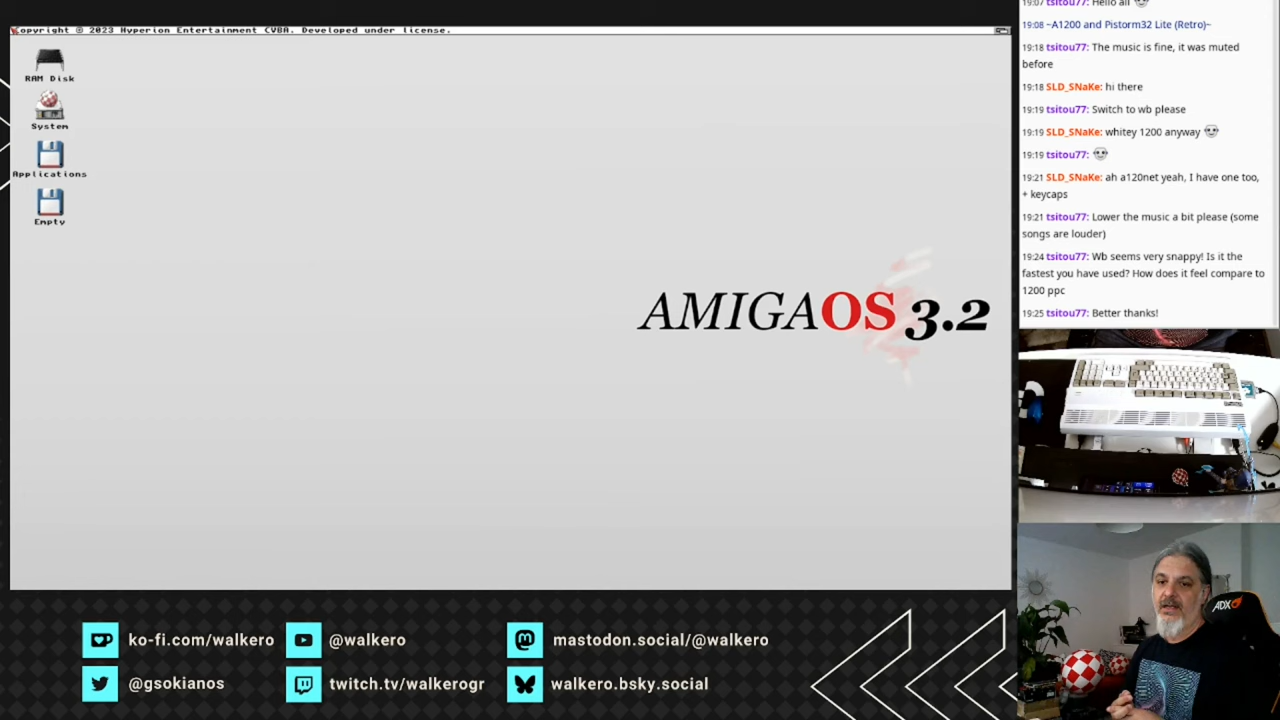 Copyright © 2023 Hyperion Entertainment CVBA. Developed under license.
RAM Disk
System
Applications
Empty
AMIGAOS 3.2
19:07 tsitou77: Hello all
19:08 ~A1200 and Pistorm32 Lite (Retro)~
19:18 tsitou77: The music is fine, it was muted
before
19:18 SLD_SNaKe: hi there
19:19 tsitou77: Switch to wb please
19:19 SLD_SNaKe: whitey 1200 anyway
19:19 tsitou77:
19:21 SLD_SNaKe: ah a120net yeah, I have one too,
+ keycaps
19:21 tsitou77: Lower the music a bit please (some
songs are louder)
19:24 tsitou77: Wb seems very snappy! Is it the
fastest you have used? How does it feel compare to
1200 ppc
19:25 tsitou77: Better thanks!
ADX
ko-fi.com/walkero
@walkero
mastodon.social/@walkero
@gsokianos
twitch.tv/walkerogr
walkero.bsky.social